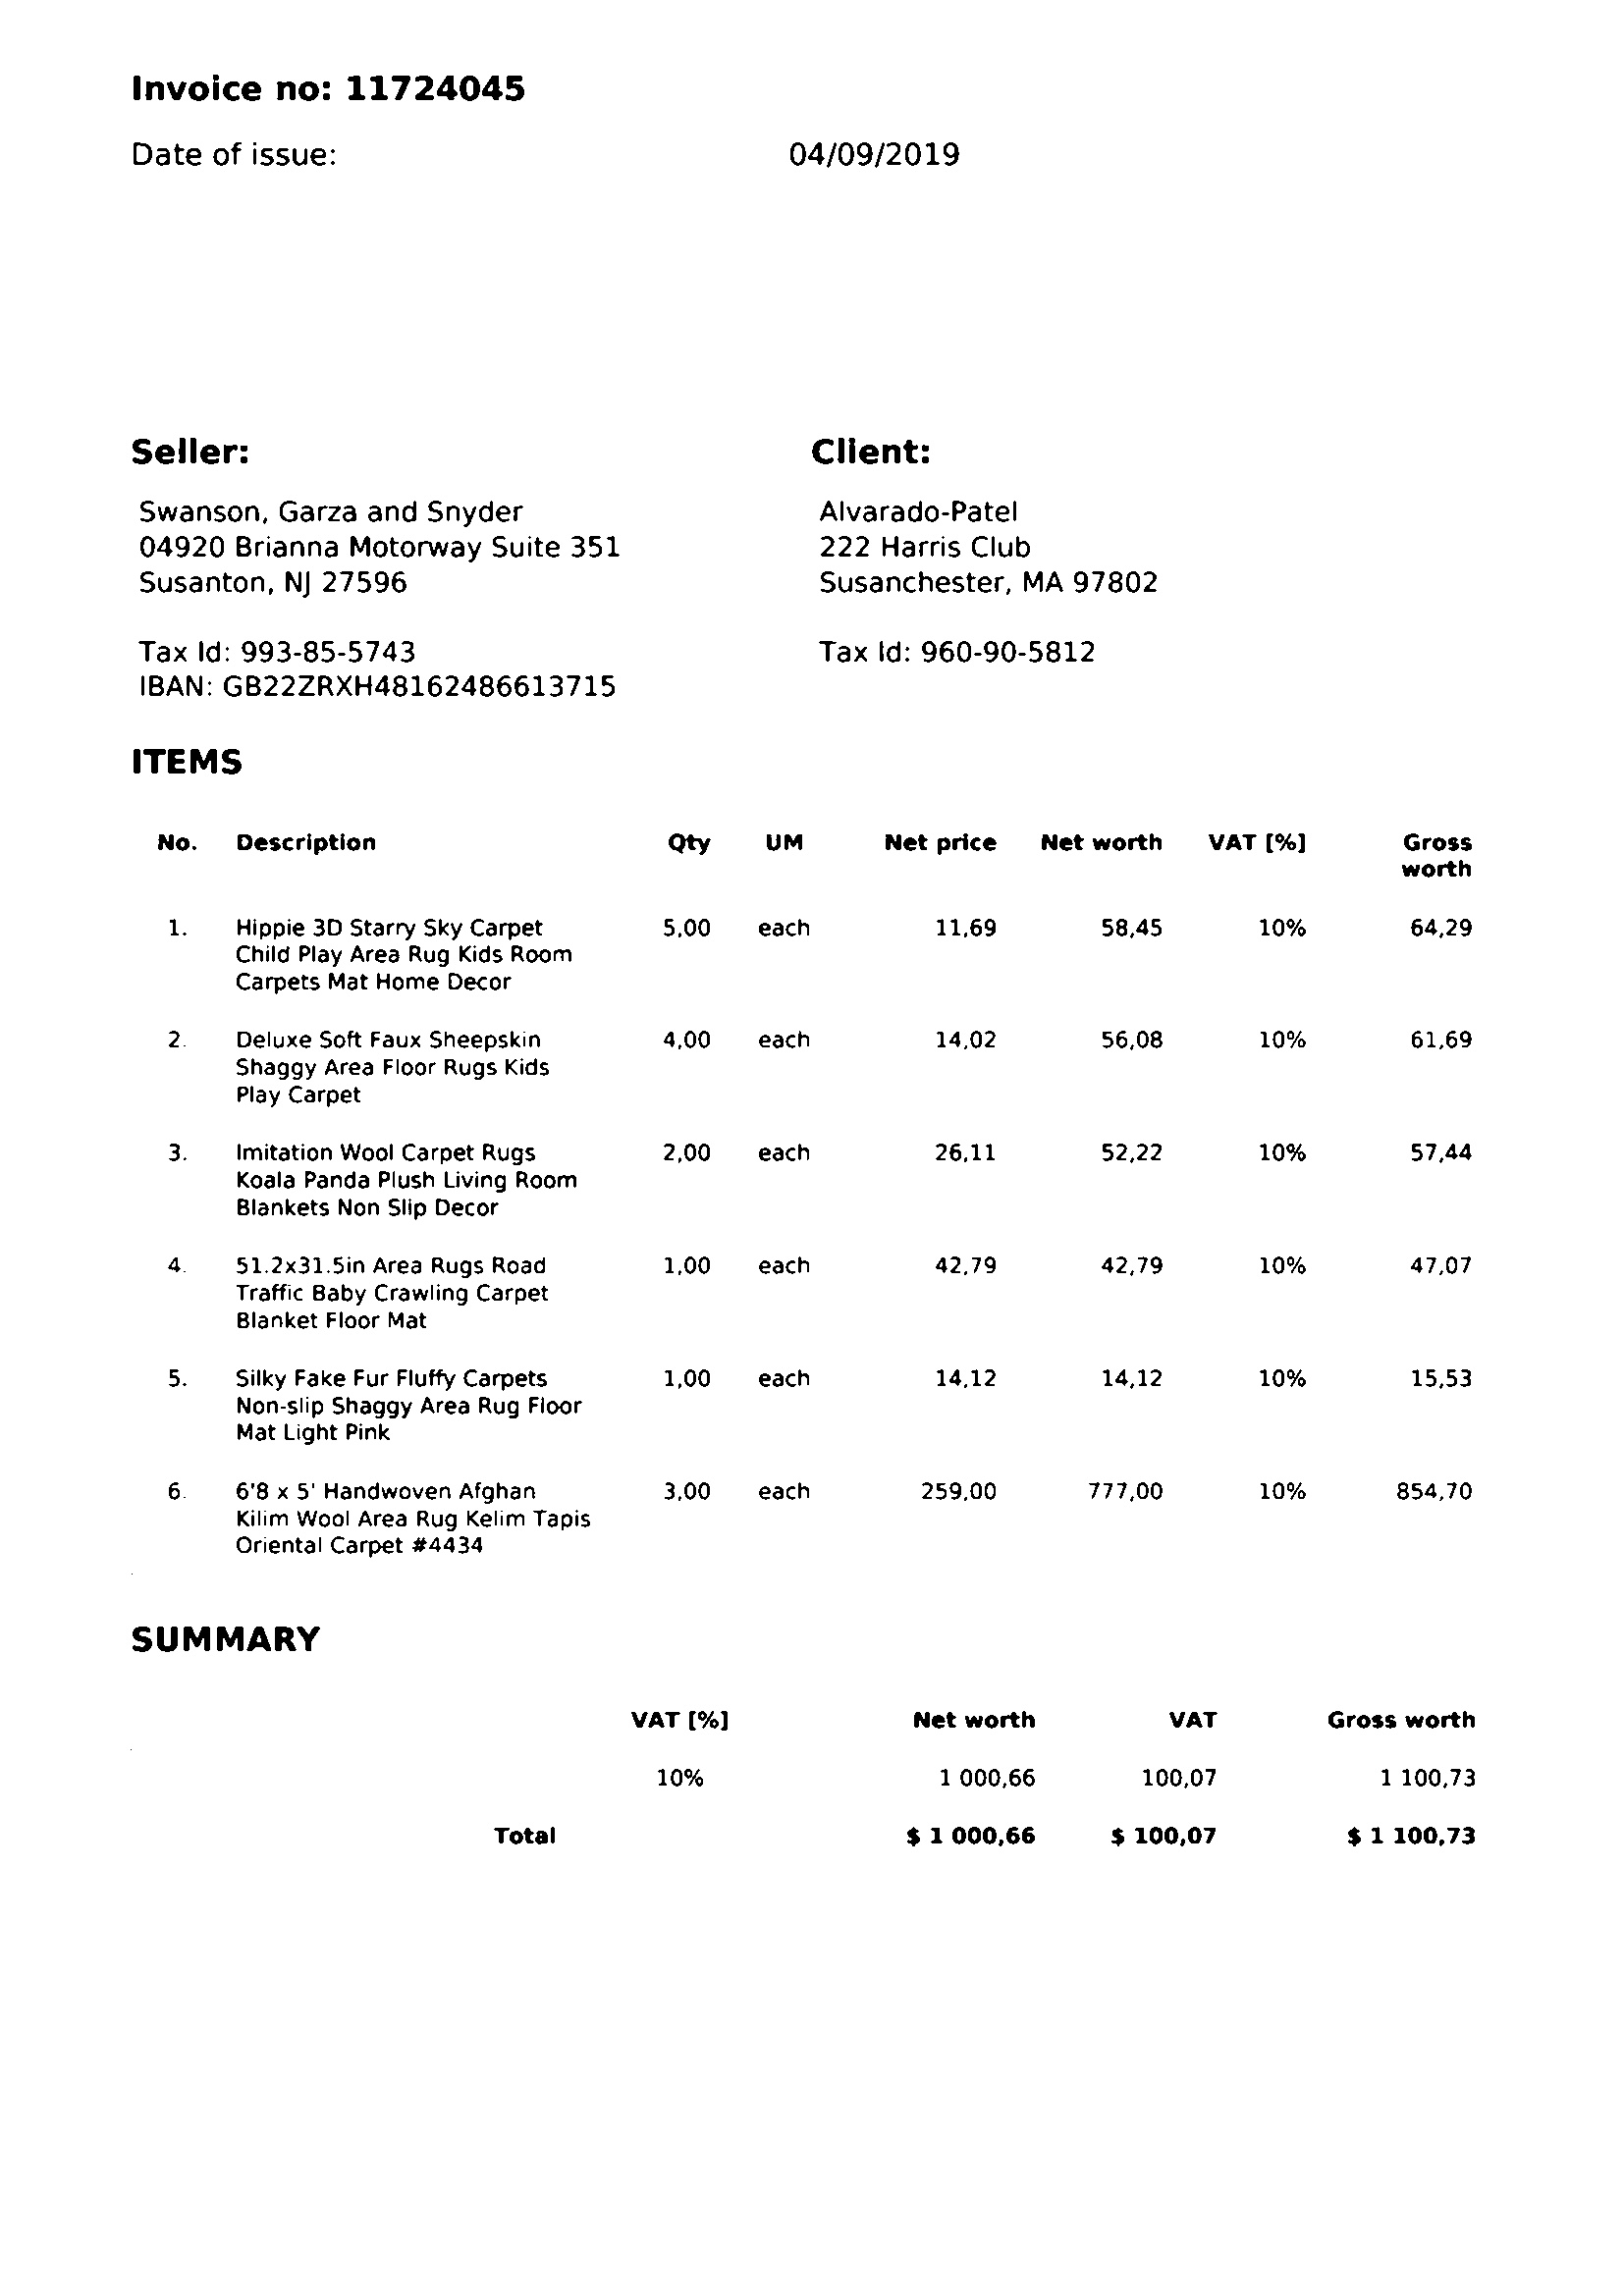 Invoice no: 11724045
Date of issue: 04/09/2019
Seller: Client:
Swanson, Garza and Snyder Alvarado-Patel
04920 Brianna Motorway Suite 351 222 Harris Club
Susanton, NJ 27596 Susanchester, MA 97802
Tax Id: 993-85-5743 Tax Id: 960-90-5812
IBAN: GB22ZRXH48162486613715
ITEMS
No. Description Qty UM Net price Net worth VAT [%] Gross
worth
1. Hippie 3D Starry Sky Carpet 5,00 each 11,69 58,45 10% 64,29
Child Play Area Rug Kids Room
Carpets Mat Home Decor
2. Deluxe Soft Faux Sheepskin 4,00 each 14,02 56,08 10% 61,69
Shaggy Area Floor Rugs Kids
Play Carpet
3. Imitation Wool Carpet Rugs 2,00 each 26,11 52,22 10% 57,44
Koala Panda Plush Living Room
Blankets Non Slip Decor
4. 51.2x31.5in Area Rugs Road 1,00 each 42,79 42,79 10% 47,07
Traffic Baby Crawling Carpet
Blanket Floor Mat
5. Silky Fake Fur Fluffy Carpets 1,00 each 14,12 14,12 10% 15,53
Non-slip Shaggy Area Rug Floor
Mat Light Pink
6. 6'8 x 5' Handwoven Afghan 3,00 each 259,00 777,00 10% 854,70
Kilim Wool Area Rug Kelim Tapis
Oriental Carpet #4434
SUMMARY
VAT [%] Net worth VAT Gross worth
10% 1 000,66 100,07 1 100,73
Total $ 1 000,66 $ 100,07 $ 1 100,73